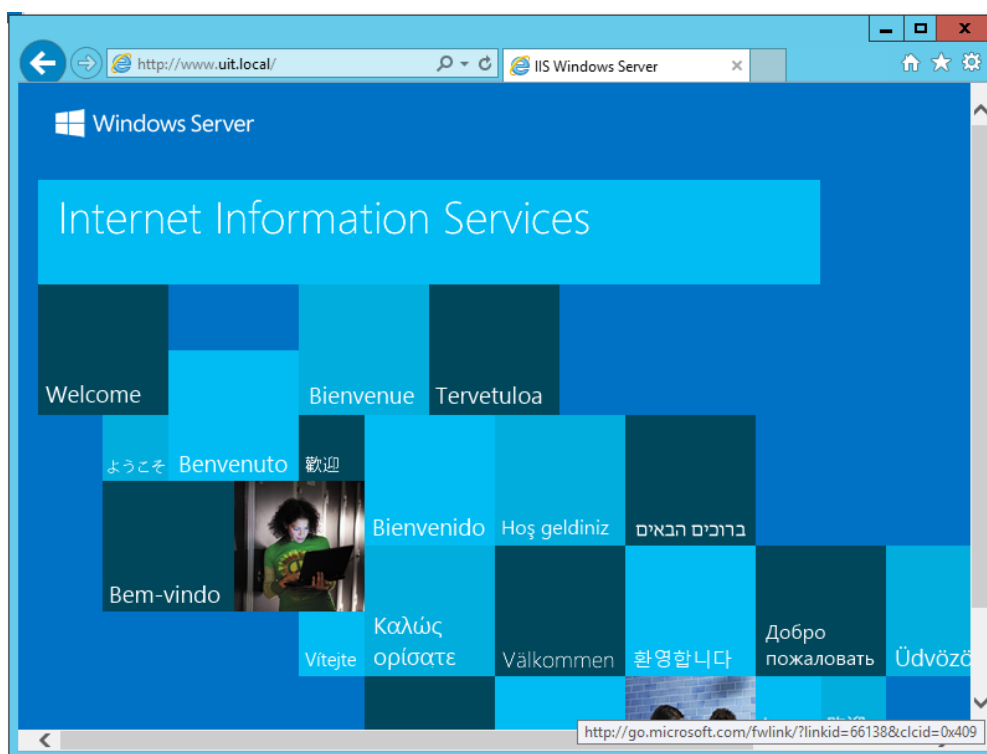 http://www.uit.local/
IIS Windows Server
Windows Server
Internet Information Services
Welcome
Bienvenue
Tervetuloa
ようこそ
Benvenuto
歡迎
Bienvenido
Hoş geldiniz
ברוכים הבאים
Bem-vindo
Vítejte
Καλώς
ορίσατε
Välkommen
환영합니다
Добро
пожаловать
Üdvözö
http://go.microsoft.com/fwlink/?linkid=66138&clcid=0x409